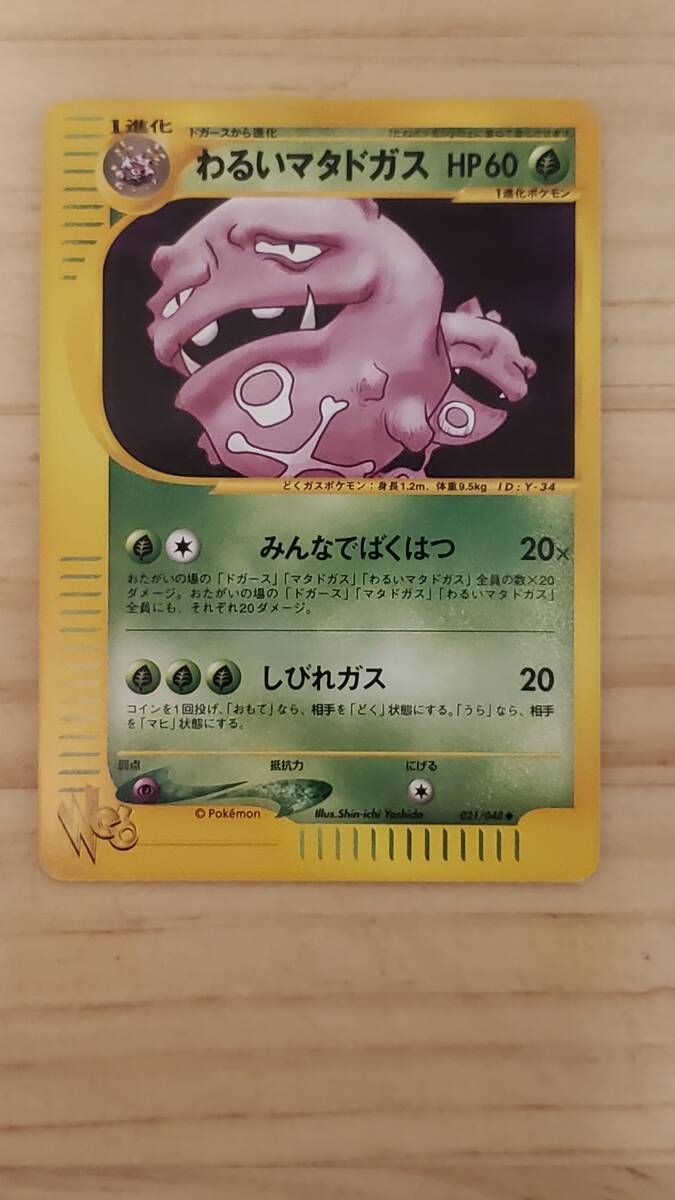 1進化
ドガースから進化
わるいマタドガス HP60
1進化ポケモン
どくガスポケモン：身長1.2m、体重9.5kg ID：Y-34
みんなでばくはつ 20×
おたがいの場の「ドガース」「マタドガス」「わるいマタドガス」全員の数×20
ダメージ。おたがいの場の「ドガース」「マタドガス」「わるいマタドガス」
全員にも、それぞれ20ダメージ。
しびれガス 20
コインを1回投げ、「おもて」なら、相手を「どく」状態にする。「うら」なら、相手
を「マヒ」状態にする。
弱点 抵抗力 にげる
Web
© Pokémon Illus. Shin-ichi Yoshida 021/048